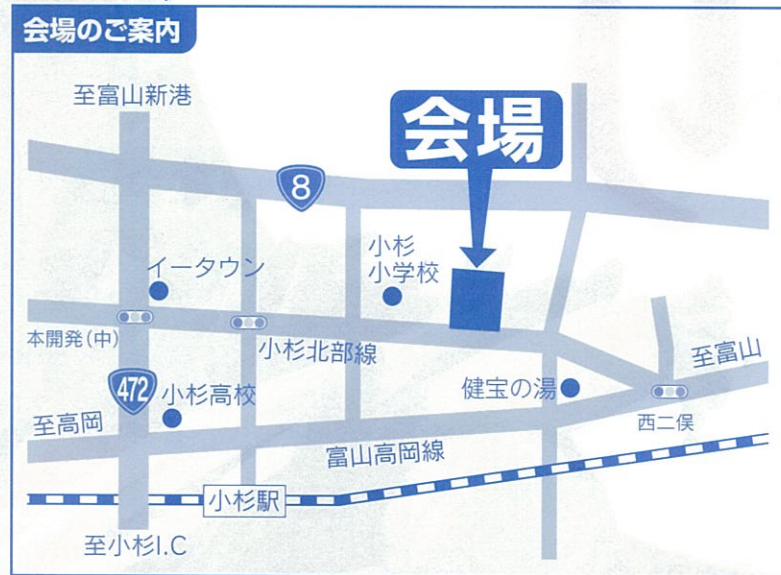 会場のご案内
至富山新港
会場
8
小杉
小学校
イータウン
本開発(中)
小杉北部線
至富山
472
小杉高校
健宝の湯
至高岡
西二俣
富山高岡線
小杉駅
至小杉I.C